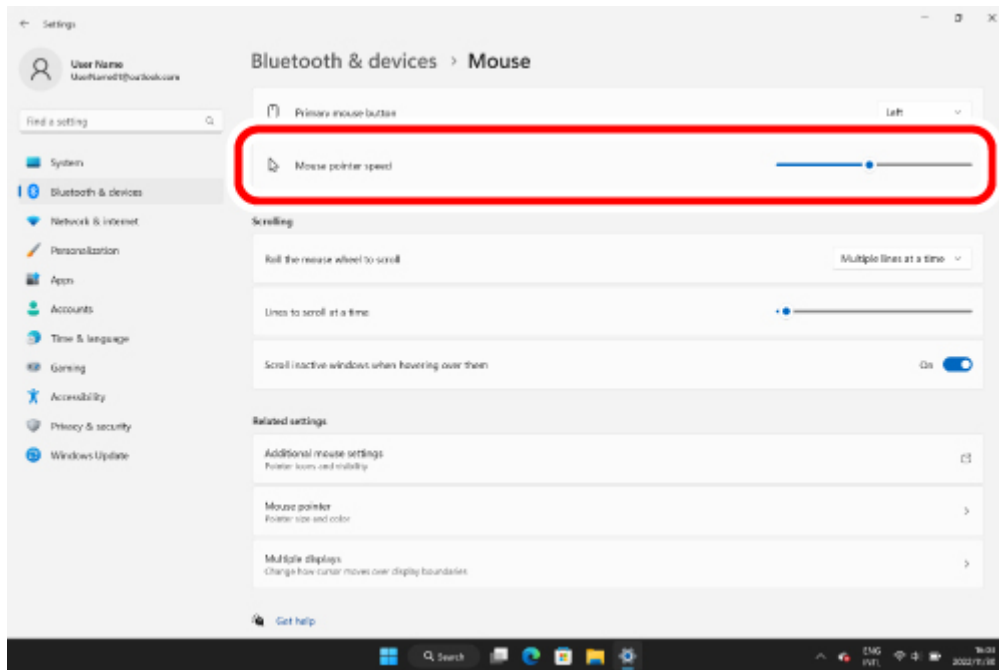 Settings
User Name
Find a setting
System
Bluetooth & devices
Network & internet
Personalization
Apps
Accounts
Time & language
Gaming
Accessibility
Privacy & security
Windows Update
Bluetooth & devices > Mouse
Primary mouse button
Left
Mouse pointer speed
Scrolling
Roll the mouse wheel to scroll
Multiple lines at a time
Lines to scroll at a time
Scroll inactive windows when hovering over them
On
Related settings
Additional mouse settings
Pointer icons and visibility
Mouse pointer
Pointer size and color
Multiple displays
Change how cursor moves over display boundaries
Get help
Search
ENG
INTL